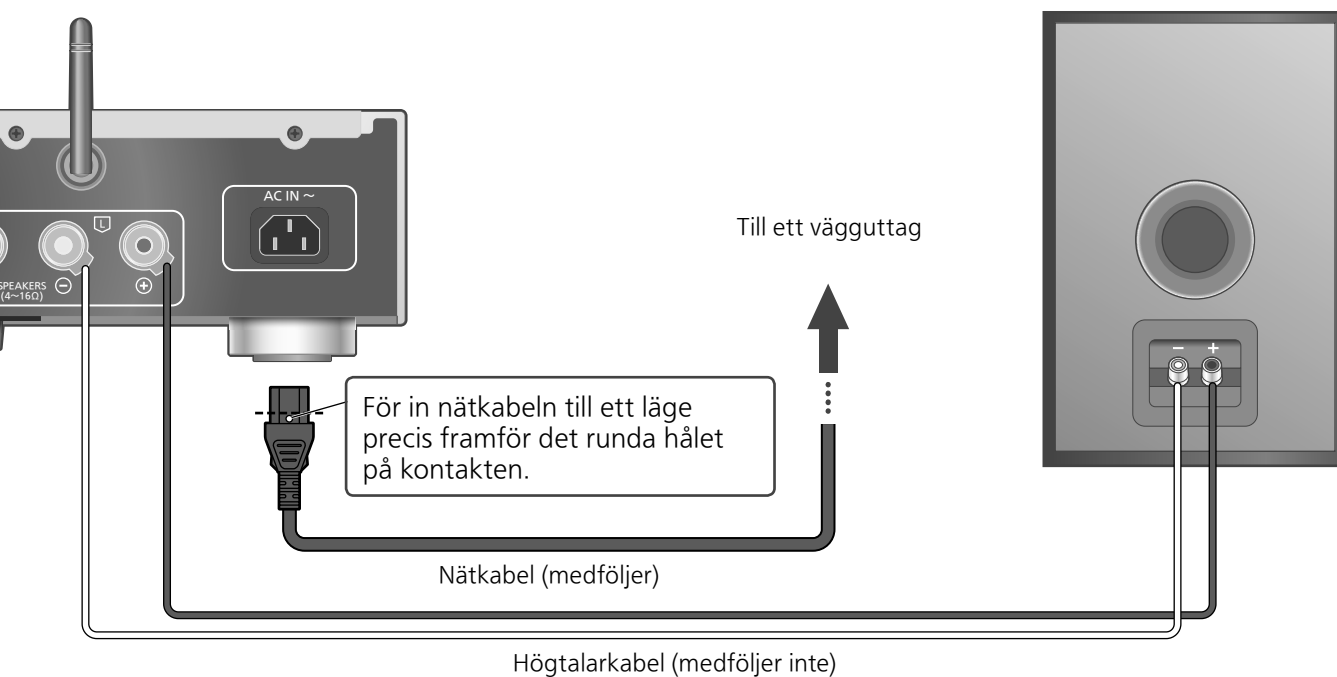 AC IN ~
Till ett vägguttag
L
SPEAKERS
(4~16Ω)
⊖
⊕
− +
För in nätkabeln till ett läge
precis framför det runda hålet
på kontakten.
Nätkabel (medföljer)
Högtalarkabel (medföljer inte)